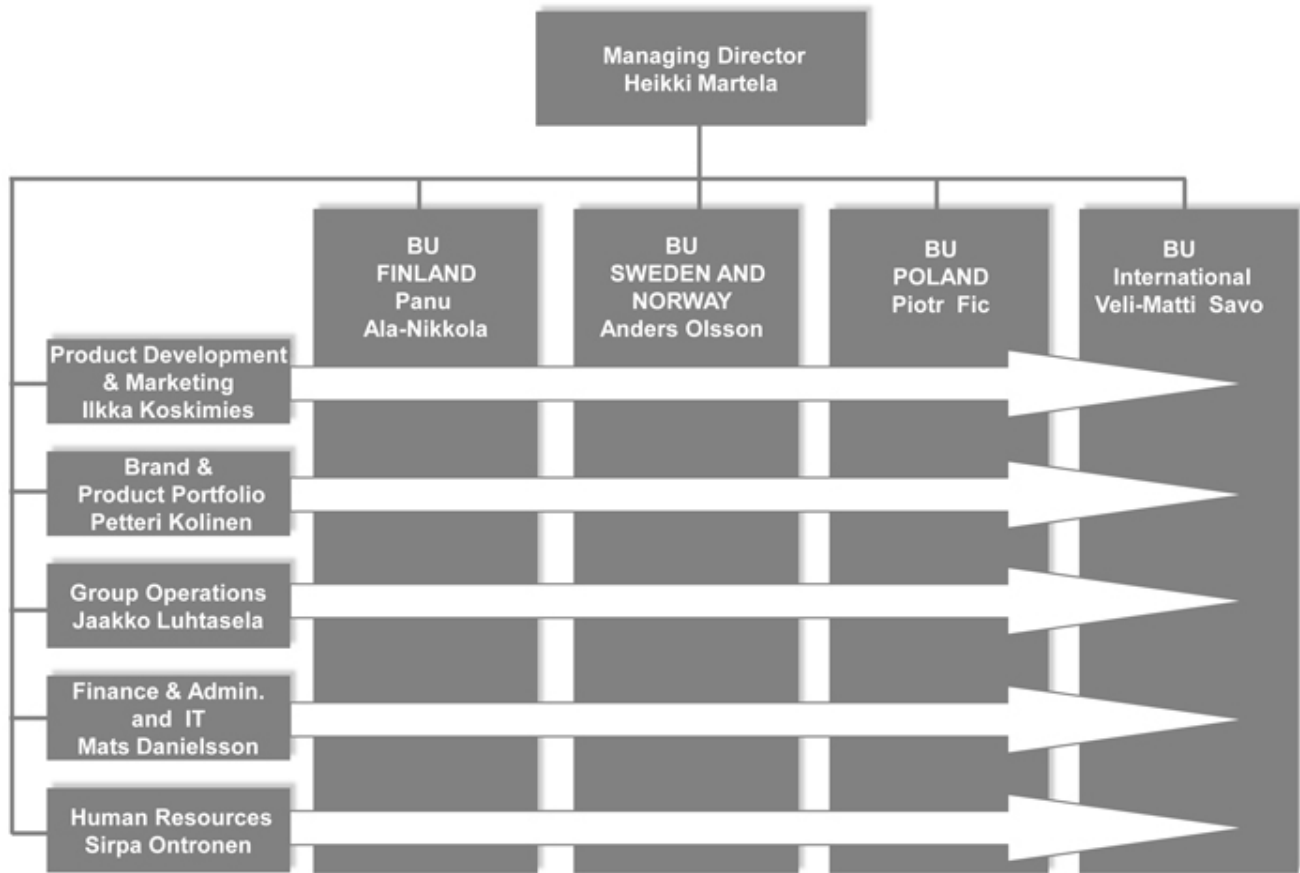 Managing Director
Heikki Martela
BU
FINLAND
Panu
Ala-Nikkola
BU
SWEDEN AND
NORWAY
Anders Olsson
BU
POLAND
Piotr Fic
BU
International
Veli-Matti Savo
Product Development
& Marketing
Ilkka Koskimies
Brand &
Product Portfolio
Petteri Kolinen
Group Operations
Jaakko Luhtasela
Finance & Admin.
and IT
Mats Danielsson
Human Resources
Sirpa Ontronen